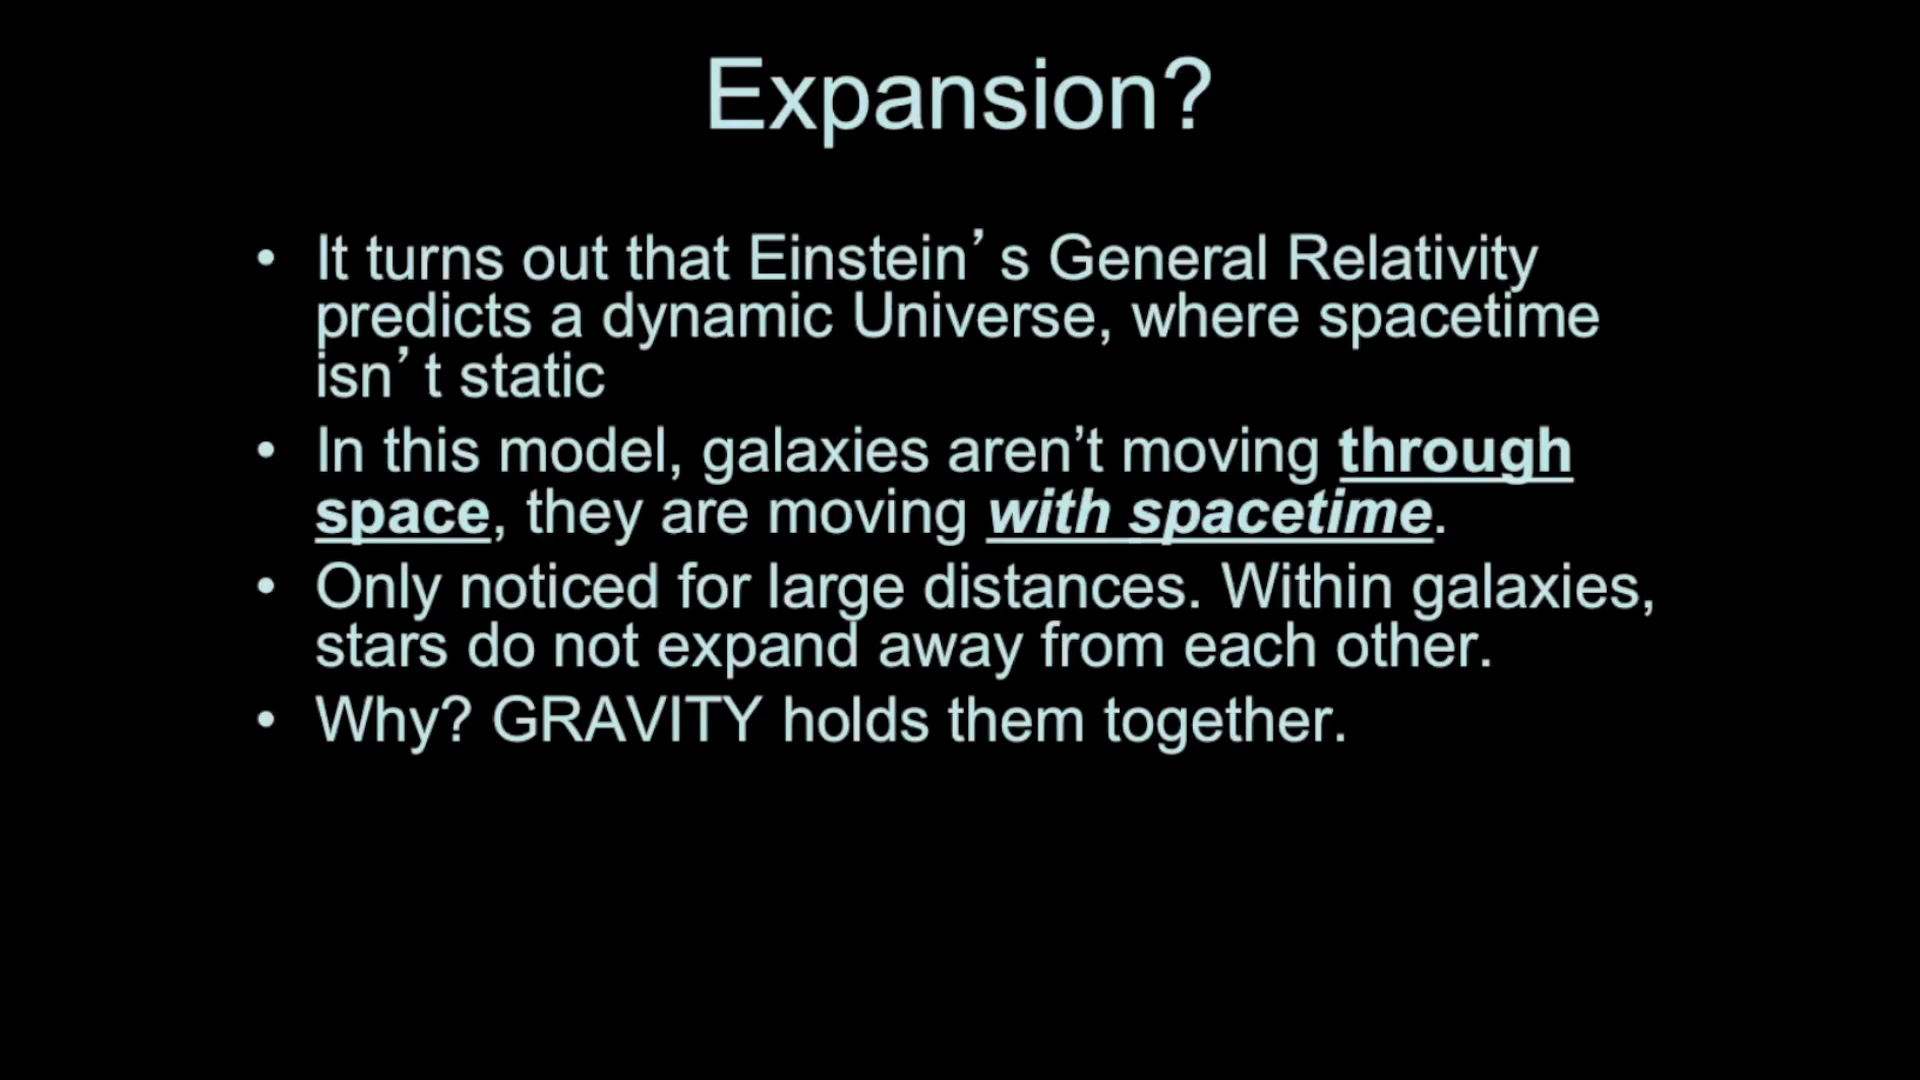 Expansion?
• It turns out that Einstein’s General Relativity
predicts a dynamic Universe, where spacetime
isn’t static
• In this model, galaxies aren’t moving through
space, they are moving with spacetime.
• Only noticed for large distances. Within galaxies,
stars do not expand away from each other.
• Why? GRAVITY holds them together.